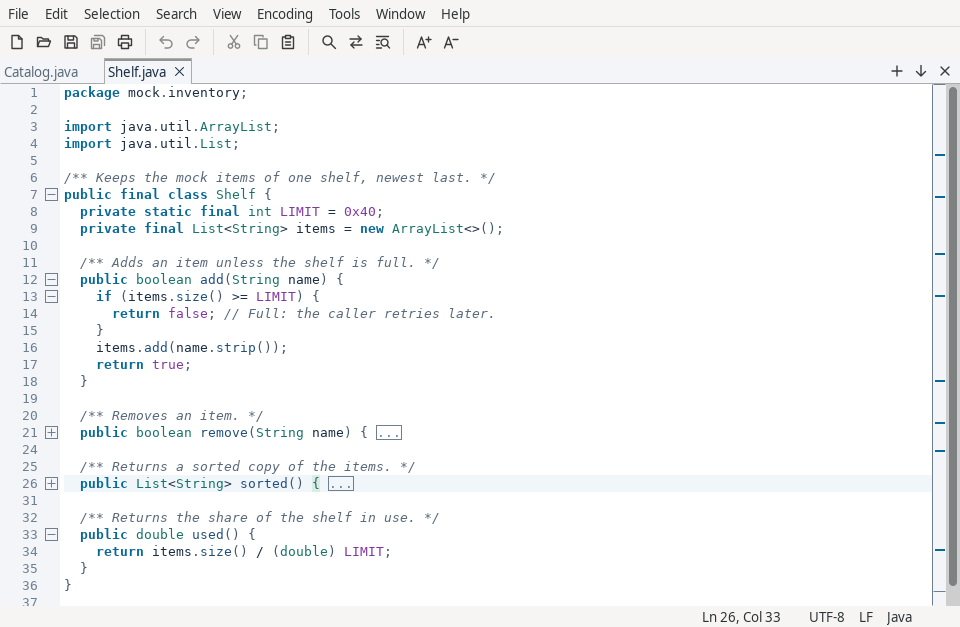 File Edit Selection Search View Encoding Tools Window Help
A+ A-
Catalog.java Shelf.java
1 package mock.inventory;
2
3 import java.util.ArrayList;
4 import java.util.List;
5
6 /** Keeps the mock items of one shelf, newest last. */
7 public final class Shelf {
8 private static final int LIMIT = 0x40;
9 private final List<String> items = new ArrayList<>();
10
11 /** Adds an item unless the shelf is full. */
12 public boolean add(String name) {
13 if (items.size() >= LIMIT) {
14 return false; // Full: the caller retries later.
15 }
16 items.add(name.strip());
17 return true;
18 }
19
20 /** Removes an item. */
21 public boolean remove(String name) { ...
24
25 /** Returns a sorted copy of the items. */
26 public List<String> sorted() { ...
31
32 /** Returns the share of the shelf in use. */
33 public double used() {
34 return items.size() / (double) LIMIT;
35 }
36 }
37
Ln 26, Col 33 UTF-8 LF Java